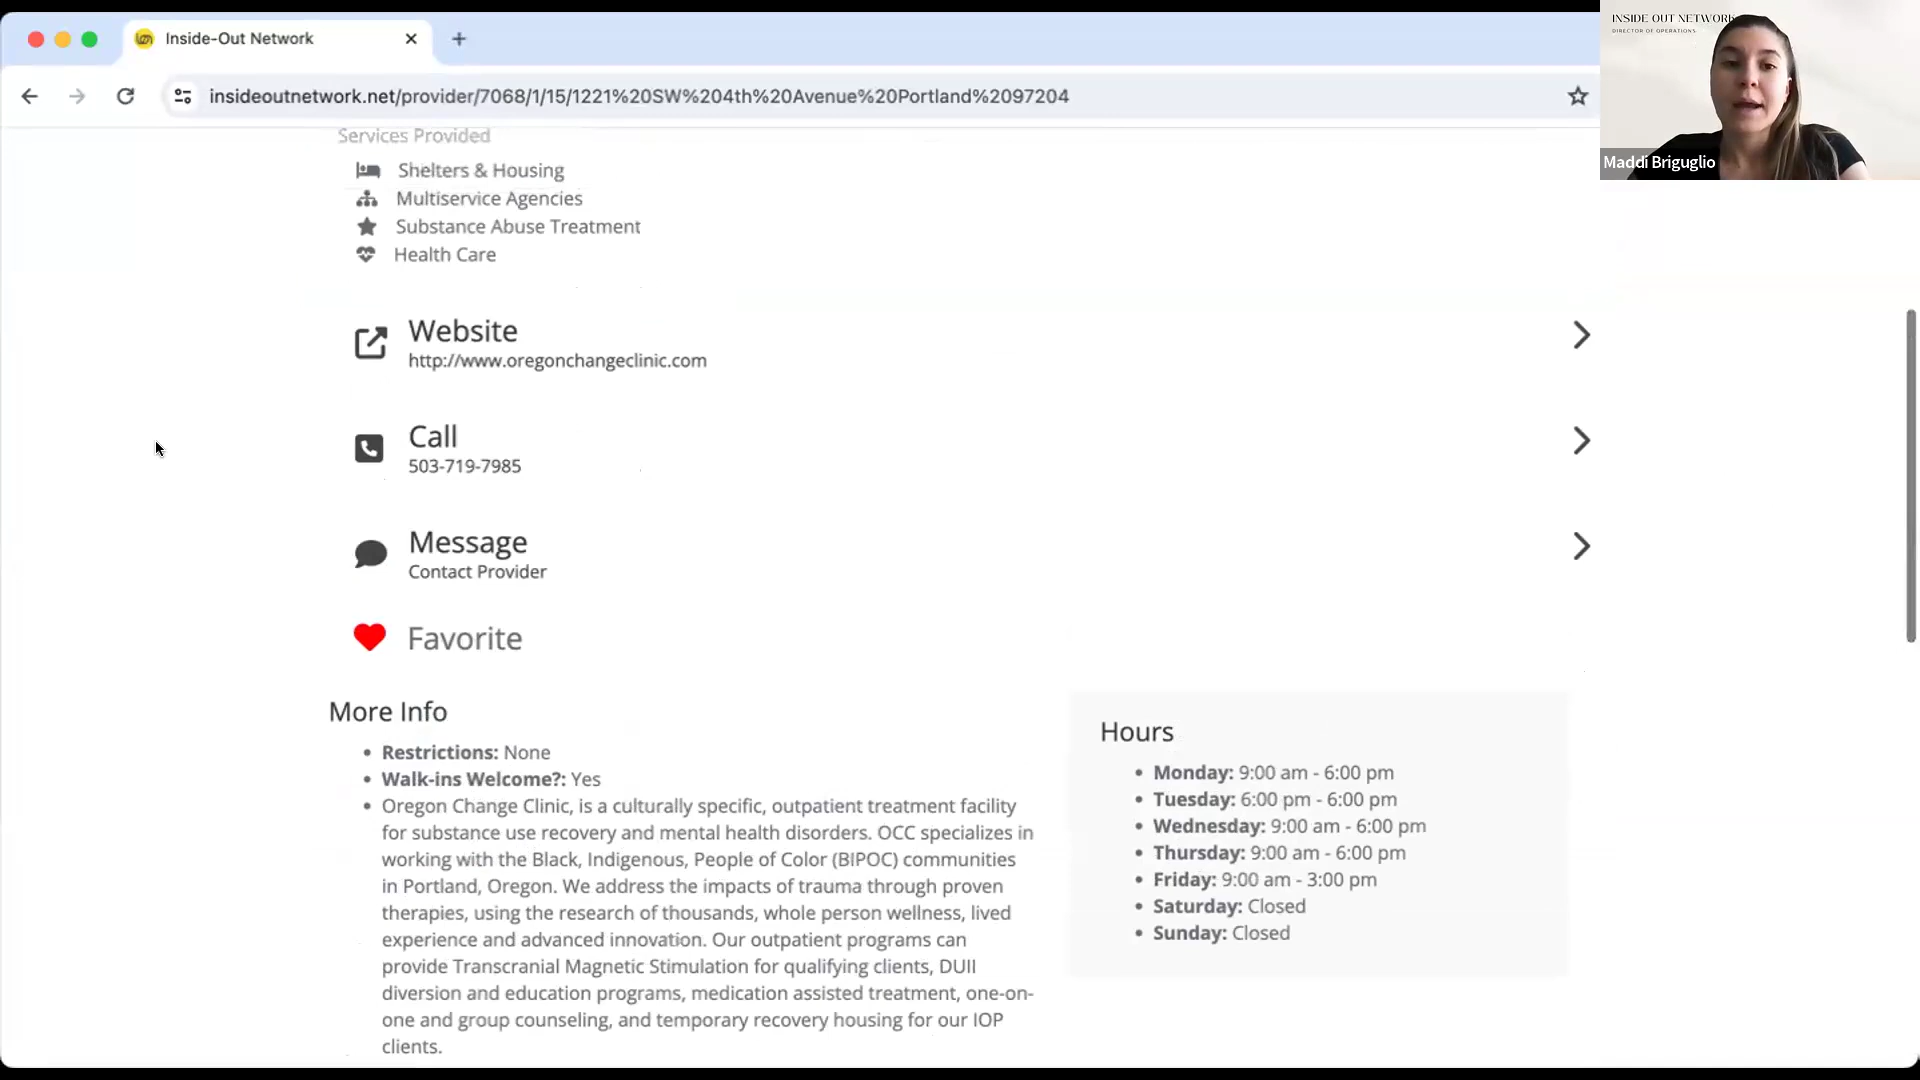 Inside-Out Network
insideoutnetwork.net/provider/7068/1/15/1221%20SW%204th%20Avenue%20Portland%2097204
INSIDE OUT NETWORK
DIRECTOR OF OPERATIONS
Maddi Briguglio
Services Provided
Shelters & Housing
Multiservice Agencies
Substance Abuse Treatment
Health Care
Website
http://www.oregonchangeclinic.com
Call
503-719-7985
Message
Contact Provider
Favorite
More Info
Restrictions: None
Walk-ins Welcome?: Yes
Oregon Change Clinic, is a culturally specific, outpatient treatment facility
for substance use recovery and mental health disorders. OCC specializes in
working with the Black, Indigenous, People of Color (BIPOC) communities
in Portland, Oregon. We address the impacts of trauma through proven
therapies, using the research of thousands, whole person wellness, lived
experience and advanced innovation. Our outpatient programs can
provide Transcranial Magnetic Stimulation for qualifying clients, DUII
diversion and education programs, medication assisted treatment, one-on-
one and group counseling, and temporary recovery housing for our IOP
clients.
Hours
Monday: 9:00 am - 6:00 pm
Tuesday: 6:00 pm - 6:00 pm
Wednesday: 9:00 am - 6:00 pm
Thursday: 9:00 am - 6:00 pm
Friday: 9:00 am - 3:00 pm
Saturday: Closed
Sunday: Closed